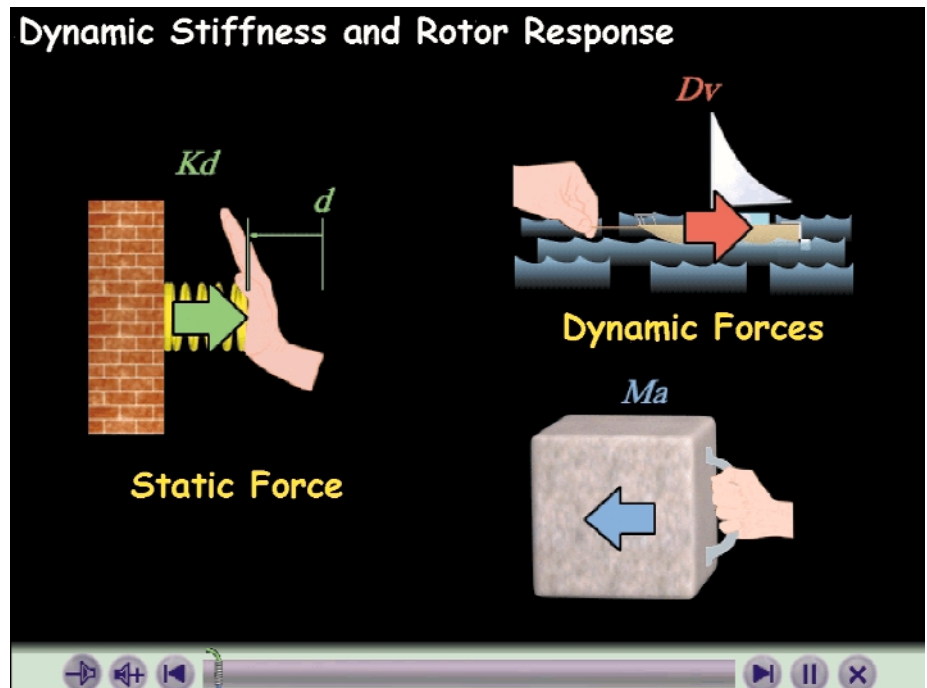 Dynamic Stiffness and Rotor Response
Kd
d
Static Force
Dv
Dynamic Forces
Ma